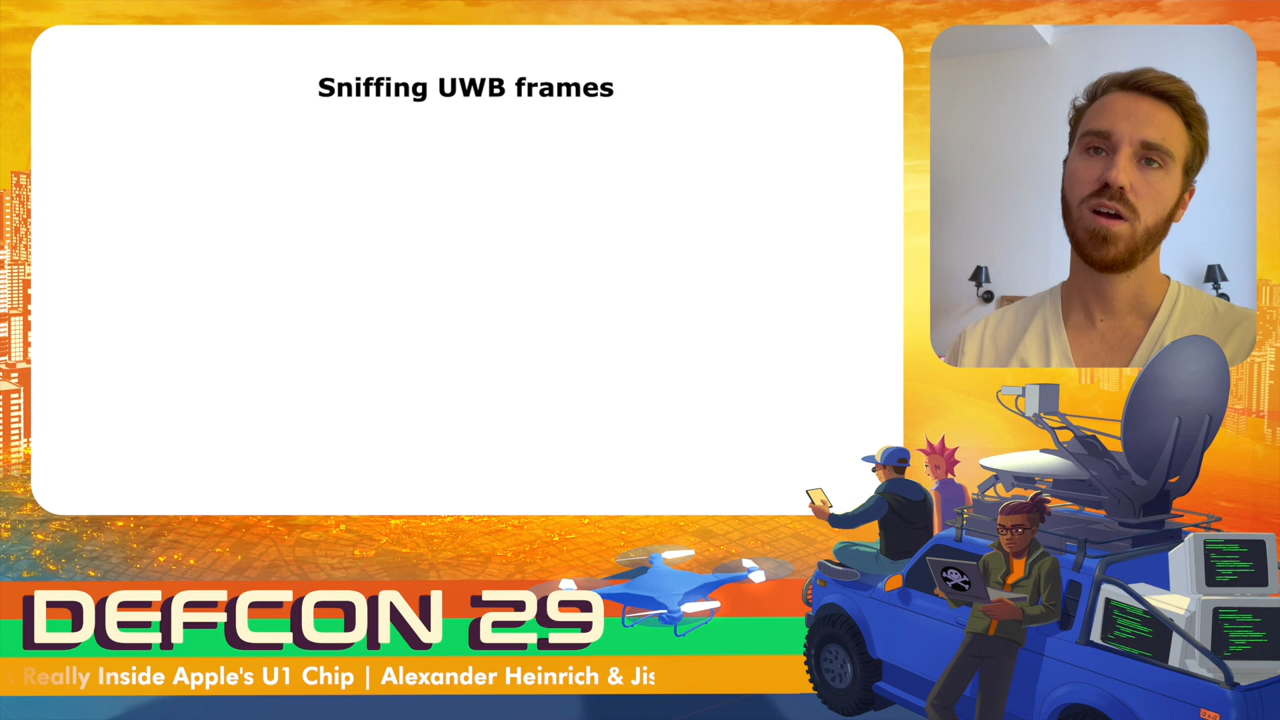 Sniffing UWB frames
DEFCON 29
Really Inside Apple's U1 Chip | Alexander Heinrich & Jis